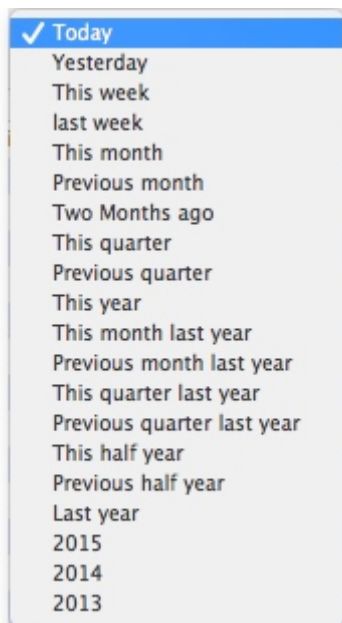 Today
Yesterday
This week
last week
This month
Previous month
Two Months ago
This quarter
Previous quarter
This year
This month last year
Previous month last year
This quarter last year
Previous quarter last year
This half year
Previous half year
Last year
2015
2014
2013